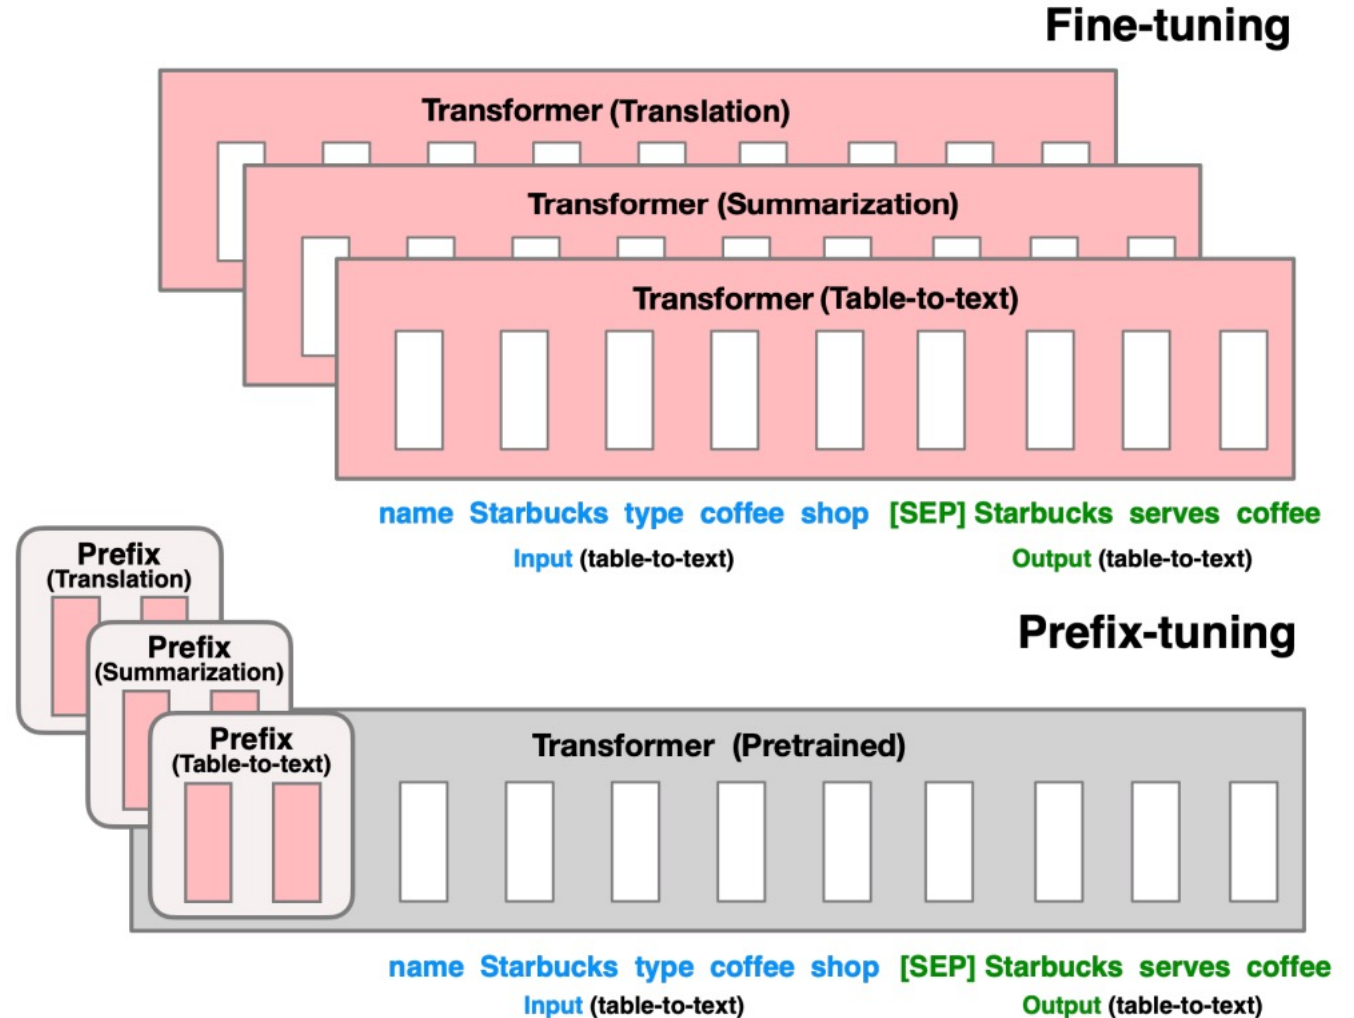 Fine-tuning
Transformer (Translation)
Transformer (Summarization)
Transformer (Table-to-text)
name Starbucks type coffee shop [SEP] Starbucks serves coffee
Input (table-to-text) Output (table-to-text)
Prefix-tuning
Prefix
(Translation)
Prefix
(Summarization)
Prefix
(Table-to-text)
Transformer (Pretrained)
name Starbucks type coffee shop [SEP] Starbucks serves coffee
Input (table-to-text) Output (table-to-text)